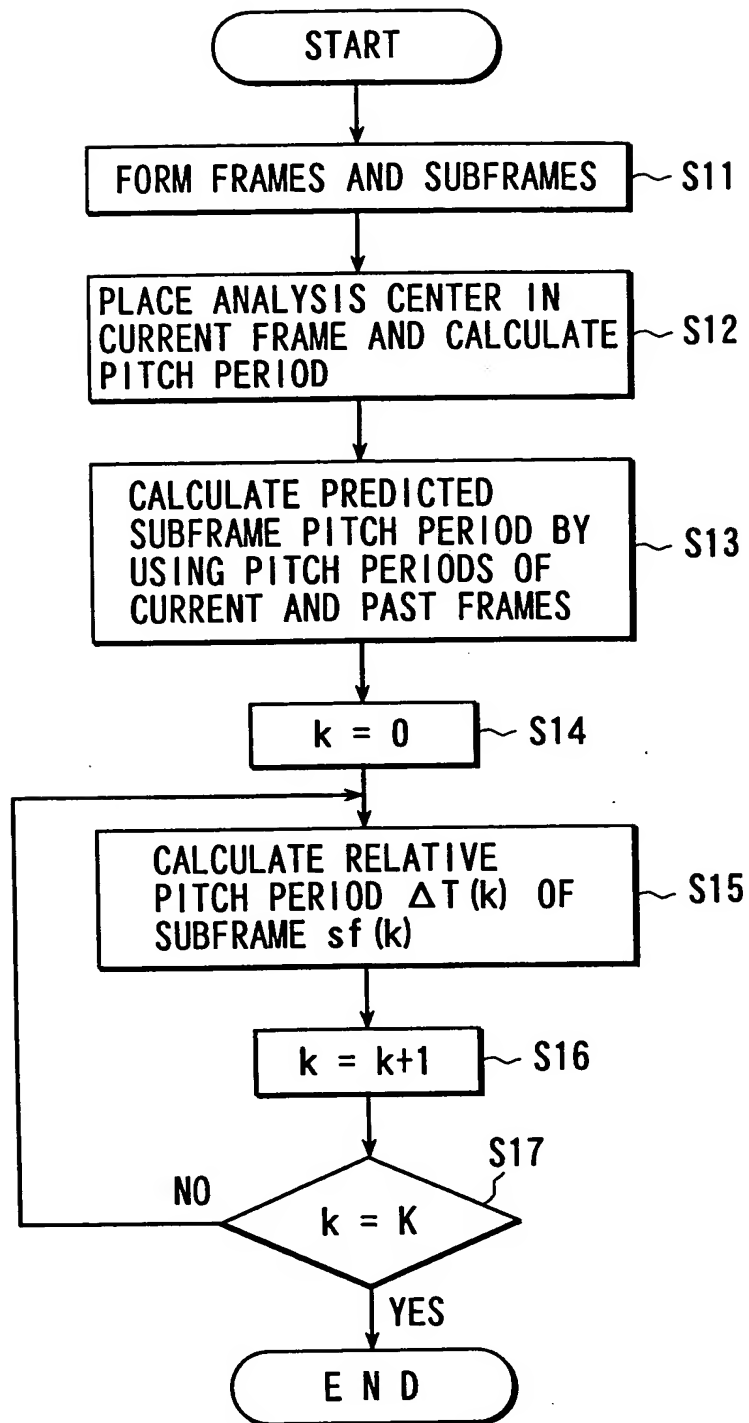 START
FORM FRAMES AND SUBFRAMES
S11
PLACE ANALYSIS CENTER IN
CURRENT FRAME AND CALCULATE
PITCH PERIOD
S12
CALCULATE PREDICTED
SUBFRAME PITCH PERIOD BY
USING PITCH PERIODS OF
CURRENT AND PAST FRAMES
S13
k = 0
S14
CALCULATE RELATIVE
PITCH PERIOD ΔT(k) OF
SUBFRAME sf(k)
S15
k = k+1
S16
S17
NO
k = K
YES
END